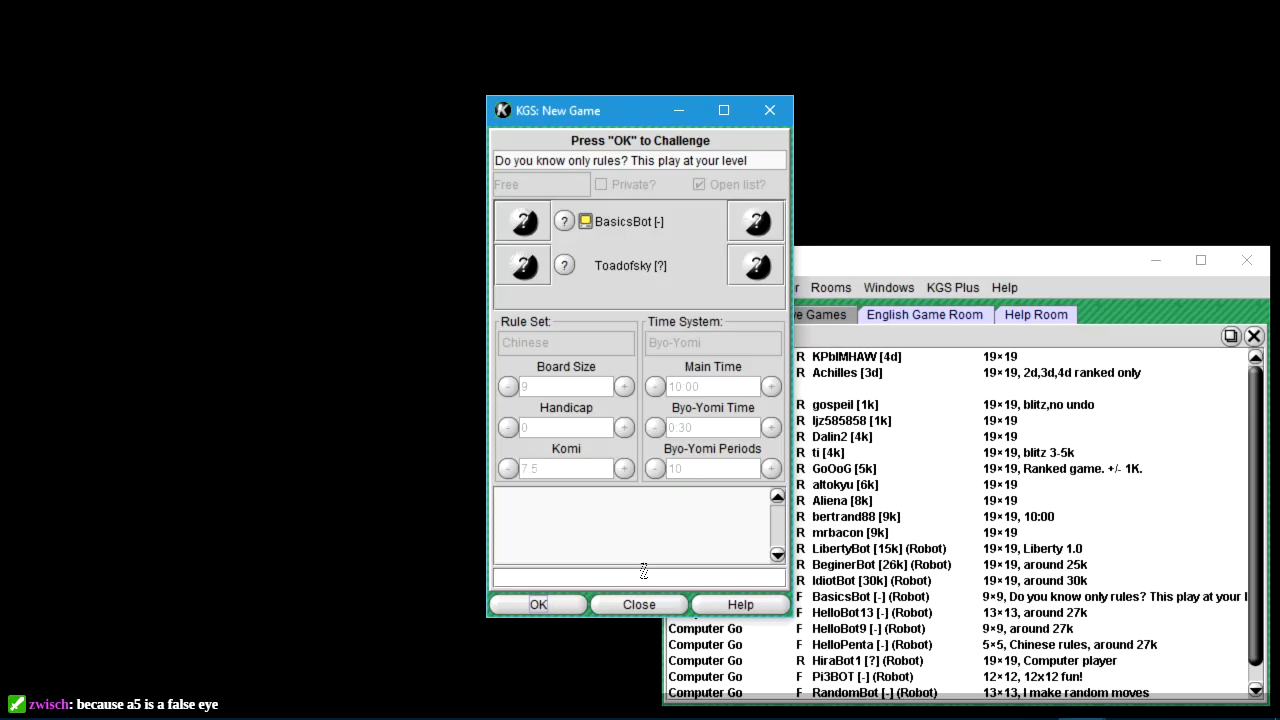 KGS: New Game
Press "OK" to Challenge
Do you know only rules? This play at your level
Free
Private?
Open list?
BasicsBot [-]
Toadofsky [?]
Rule Set:
Time System:
Chinese
Byo-Yomi
Board Size
Main Time
- 9 +
- 10:00 +
Handicap
Byo-Yomi Time
- 0 +
- 0:30 +
Komi
Byo-Yomi Periods
- 7.5 +
- 10 +
OK
Close
Help
Rooms Windows KGS Plus Help
Games English Game Room Help Room
R KPblMHAW [4d] 19×19
R Achilles [3d] 19×19, 2d,3d,4d ranked only
R gospeil [1k] 19×19, blitz,no undo
R ljz585858 [1k] 19×19
R Dalin2 [4k] 19×19
R ti [4k] 19×19, blitz 3-5k
R GoOoG [5k] 19×19, Ranked game. +/- 1K.
R altokyu [6k] 19×19
R Aliena [8k] 19×19
R bertrand88 [9k] 19×19, 10:00
R mrbacon [9k] 19×19
R LibertyBot [15k] (Robot) 19×19, Liberty 1.0
R BeginerBot [26k] (Robot) 19×19, around 25k
R IdiotBot [30k] (Robot) 19×19, around 30k
F BasicsBot [-] (Robot) 9×9, Do you know only rules? This play at your l
F HelloBot13 [-] (Robot) 13×13, around 27k
Computer Go F HelloBot9 [-] (Robot) 9×9, around 27k
Computer Go F HelloPenta [-] (Robot) 5×5, Chinese rules, around 27k
Computer Go R HiraBot1 [?] (Robot) 19×19, Computer player
Computer Go F Pi3BOT [-] (Robot) 12×12, 12x12 fun!
Computer Go F RandomBot [-] (Robot) 13×13, I make random moves
zwisch: because a5 is a false eye